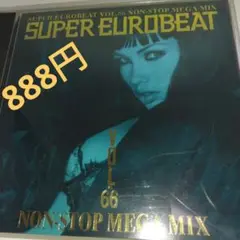 SUPER EUROBEAT VOL.66 NON-STOP MEGA MIX
SUPER EUROBEAT
888円
VOL.
66
NON-STOP MEGA MIX